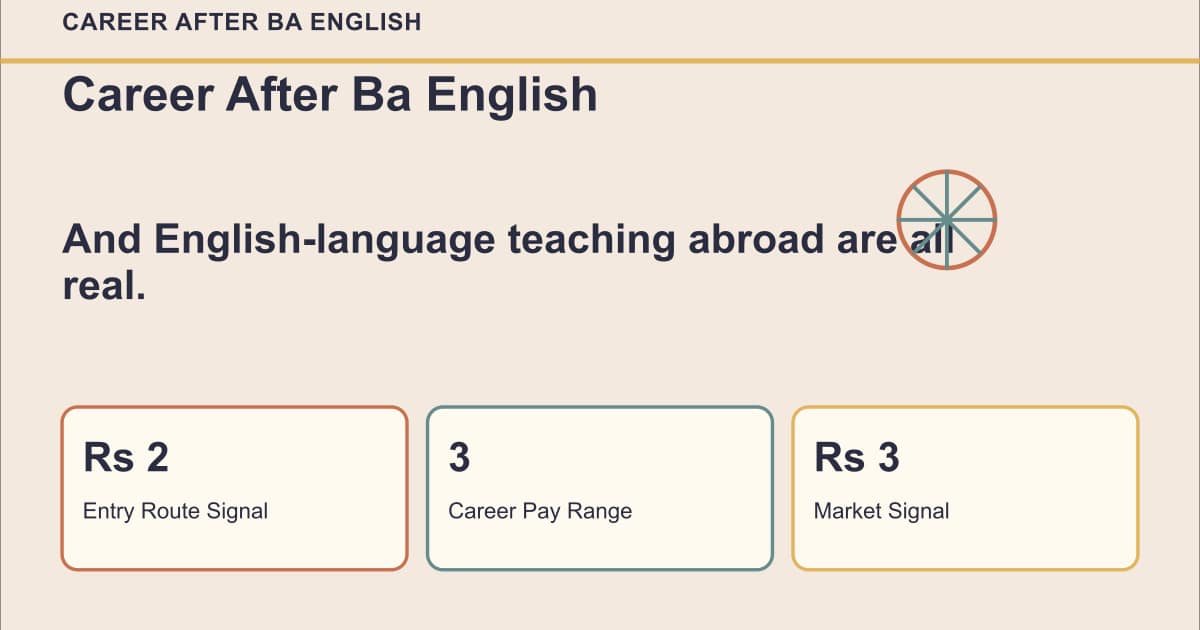 CAREER AFTER BA ENGLISH
Career After Ba English
And English-language teaching abroad are all
real.
Rs 2
Entry Route Signal
3
Career Pay Range
Rs 3
Market Signal